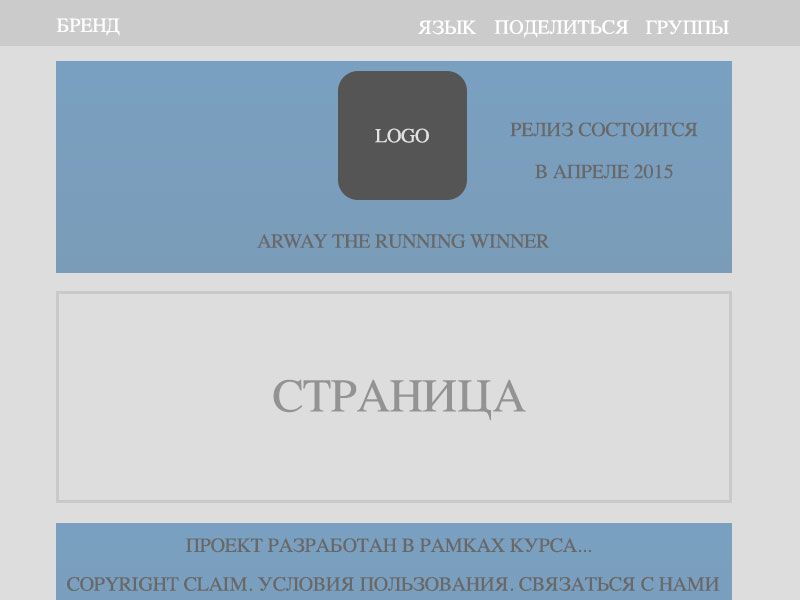 БРЕНД
ЯЗЫК ПОДЕЛИТЬСЯ ГРУППЫ
LOGO
РЕЛИЗ СОСТОИТСЯ
В АПРЕЛЕ 2015
ARWAY THE RUNNING WINNER
СТРАНИЦА
ПРОЕКТ РАЗРАБОТАН В РАМКАХ КУРСА...
COPYRIGHT CLAIM. УСЛОВИЯ ПОЛЬЗОВАНИЯ. СВЯЗАТЬСЯ С НАМИ